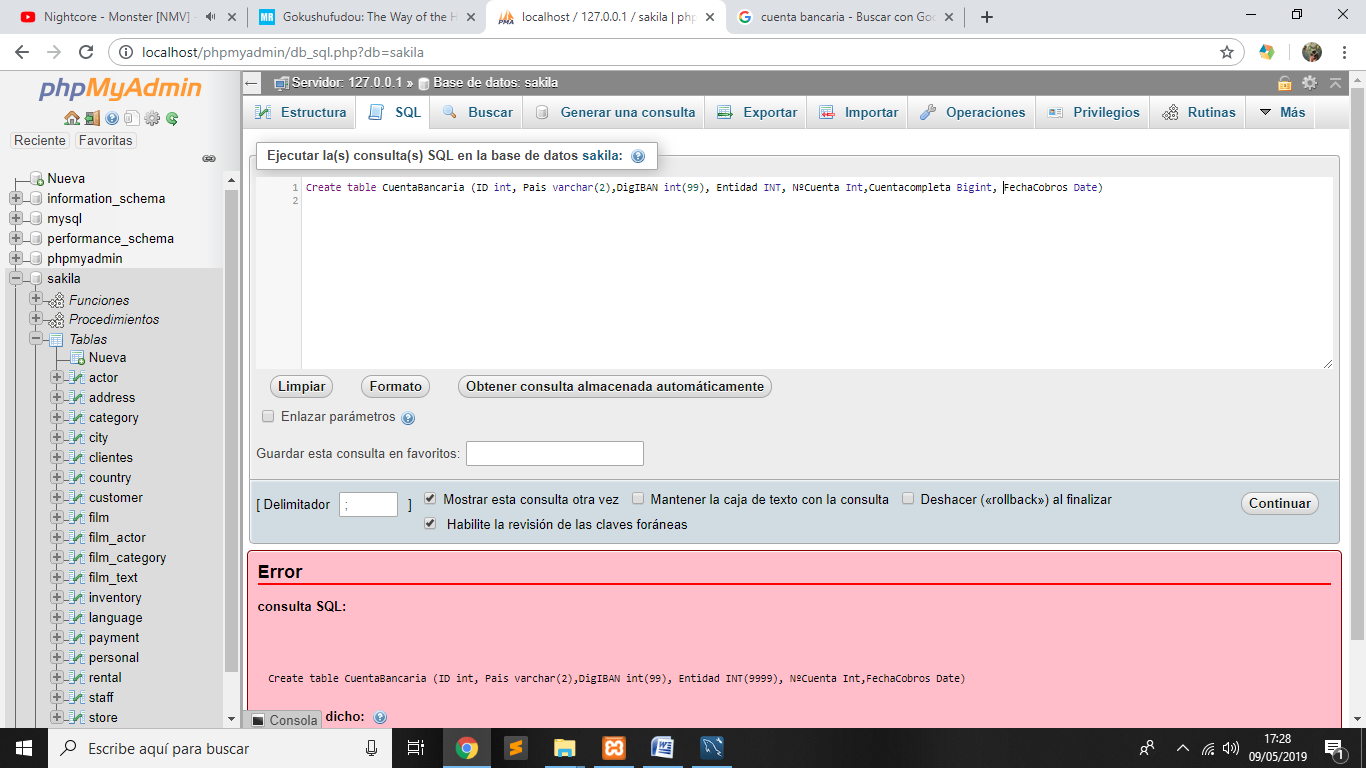 Nightcore - Monster [NMV] -
Gokushufudou: The Way of the H
localhost / 127.0.0.1 / sakila | php
cuenta bancaria - Buscar con Goo
localhost/phpmyadmin/db_sql.php?db=sakila
phpMyAdmin
Reciente
Favoritas
Nueva
information_schema
mysql
performance_schema
phpmyadmin
sakila
Funciones
Procedimientos
Tablas
Nueva
actor
address
category
city
clientes
country
customer
film
film_actor
film_category
film_text
inventory
language
payment
personal
rental
staff
store
Servidor: 127.0.0.1 » Base de datos: sakila
Estructura SQL Buscar Generar una consulta Exportar Importar Operaciones Privilegios Rutinas Más
Ejecutar la(s) consulta(s) SQL en la base de datos sakila:
1 Create table CuentaBancaria (ID int, Pais varchar(2),DigIBAN int(99), Entidad INT, NºCuenta Int,Cuentacompleta Bigint, FechaCobros Date)
2
Limpiar Formato Obtener consulta almacenada automáticamente
Enlazar parámetros
Guardar esta consulta en favoritos:
[ Delimitador ; ] Mostrar esta consulta otra vez Mantener la caja de texto con la consulta Deshacer («rollback») al finalizar Continuar
Habilite la revisión de las claves foráneas
Error
consulta SQL:
Create table CuentaBancaria (ID int, Pais varchar(2),DigIBAN int(99), Entidad INT(9999), NºCuenta Int,FechaCobros Date)
Consola dicho:
Escribe aquí para buscar
17:28
09/05/2019
1